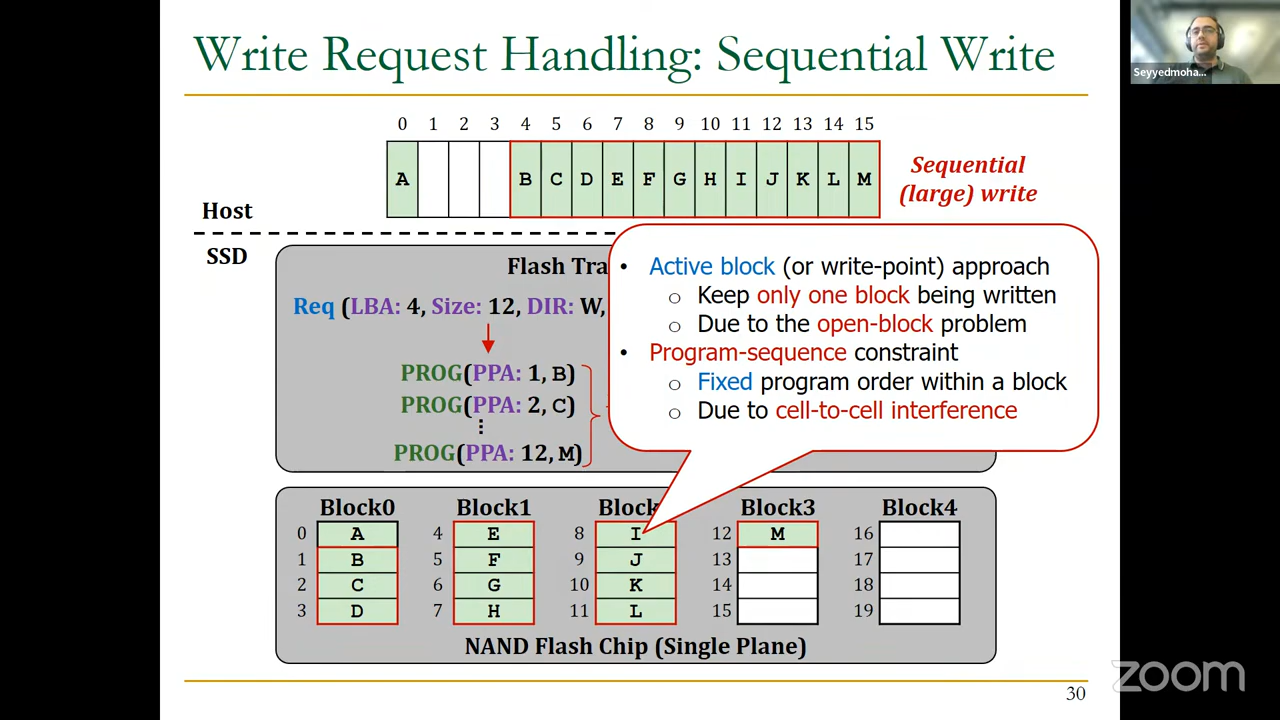 Write Request Handling: Sequential Write
Seyyedmoha...
0 1 2 3 4 5 6 7 8 9 10 11 12 13 14 15
A B C D E F G H I J K L M
Sequential
(large) write
Host
SSD
Flash Tra
Req (LBA: 4, Size: 12, DIR: W,
PROG(PPA: 1, B)
PROG(PPA: 2, C)
⋮
PROG(PPA: 12, M)
• Active block (or write-point) approach
○ Keep only one block being written
○ Due to the open-block problem
• Program-sequence constraint
○ Fixed program order within a block
○ Due to cell-to-cell interference
Block0 Block1 Block Block3 Block4
0 A 4 E 8 I 12 M 16
1 B 5 F 9 J 13 17
2 C 6 G 10 K 14 18
3 D 7 H 11 L 15 19
NAND Flash Chip (Single Plane)
30
zoom